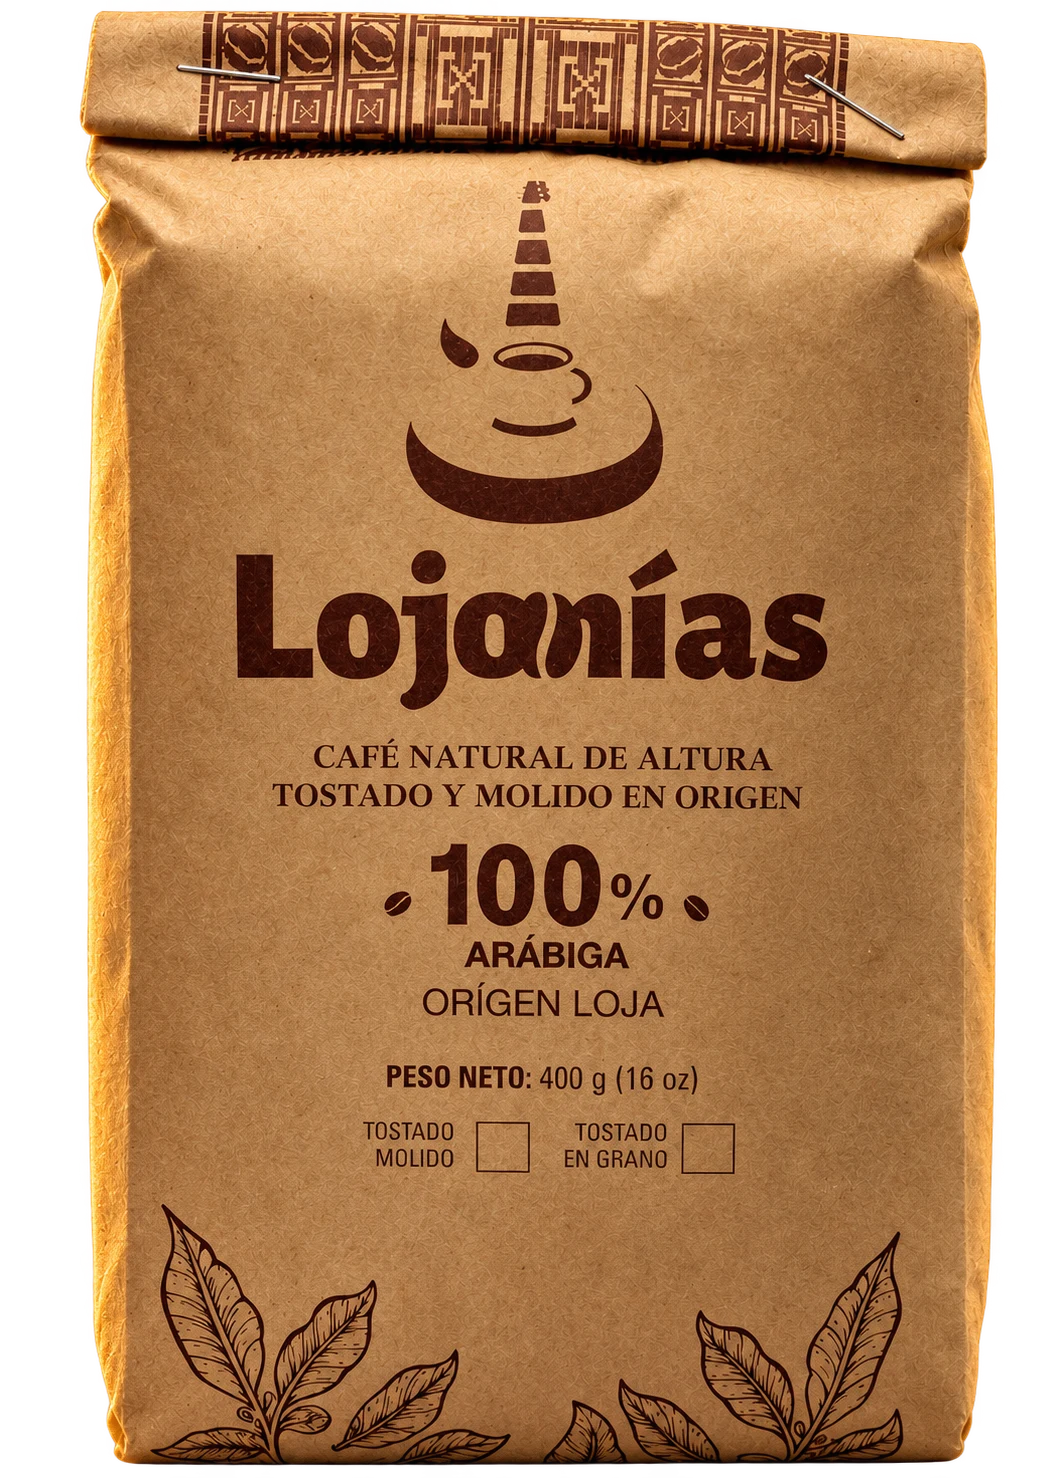 Lojanías
CAFÉ NATURAL DE ALTURA
TOSTADO Y MOLIDO EN ORIGEN
100%
ARÁBIGA
ORÍGEN LOJA
PESO NETO: 400 g (16 oz)
TOSTADO MOLIDO
TOSTADO EN GRANO